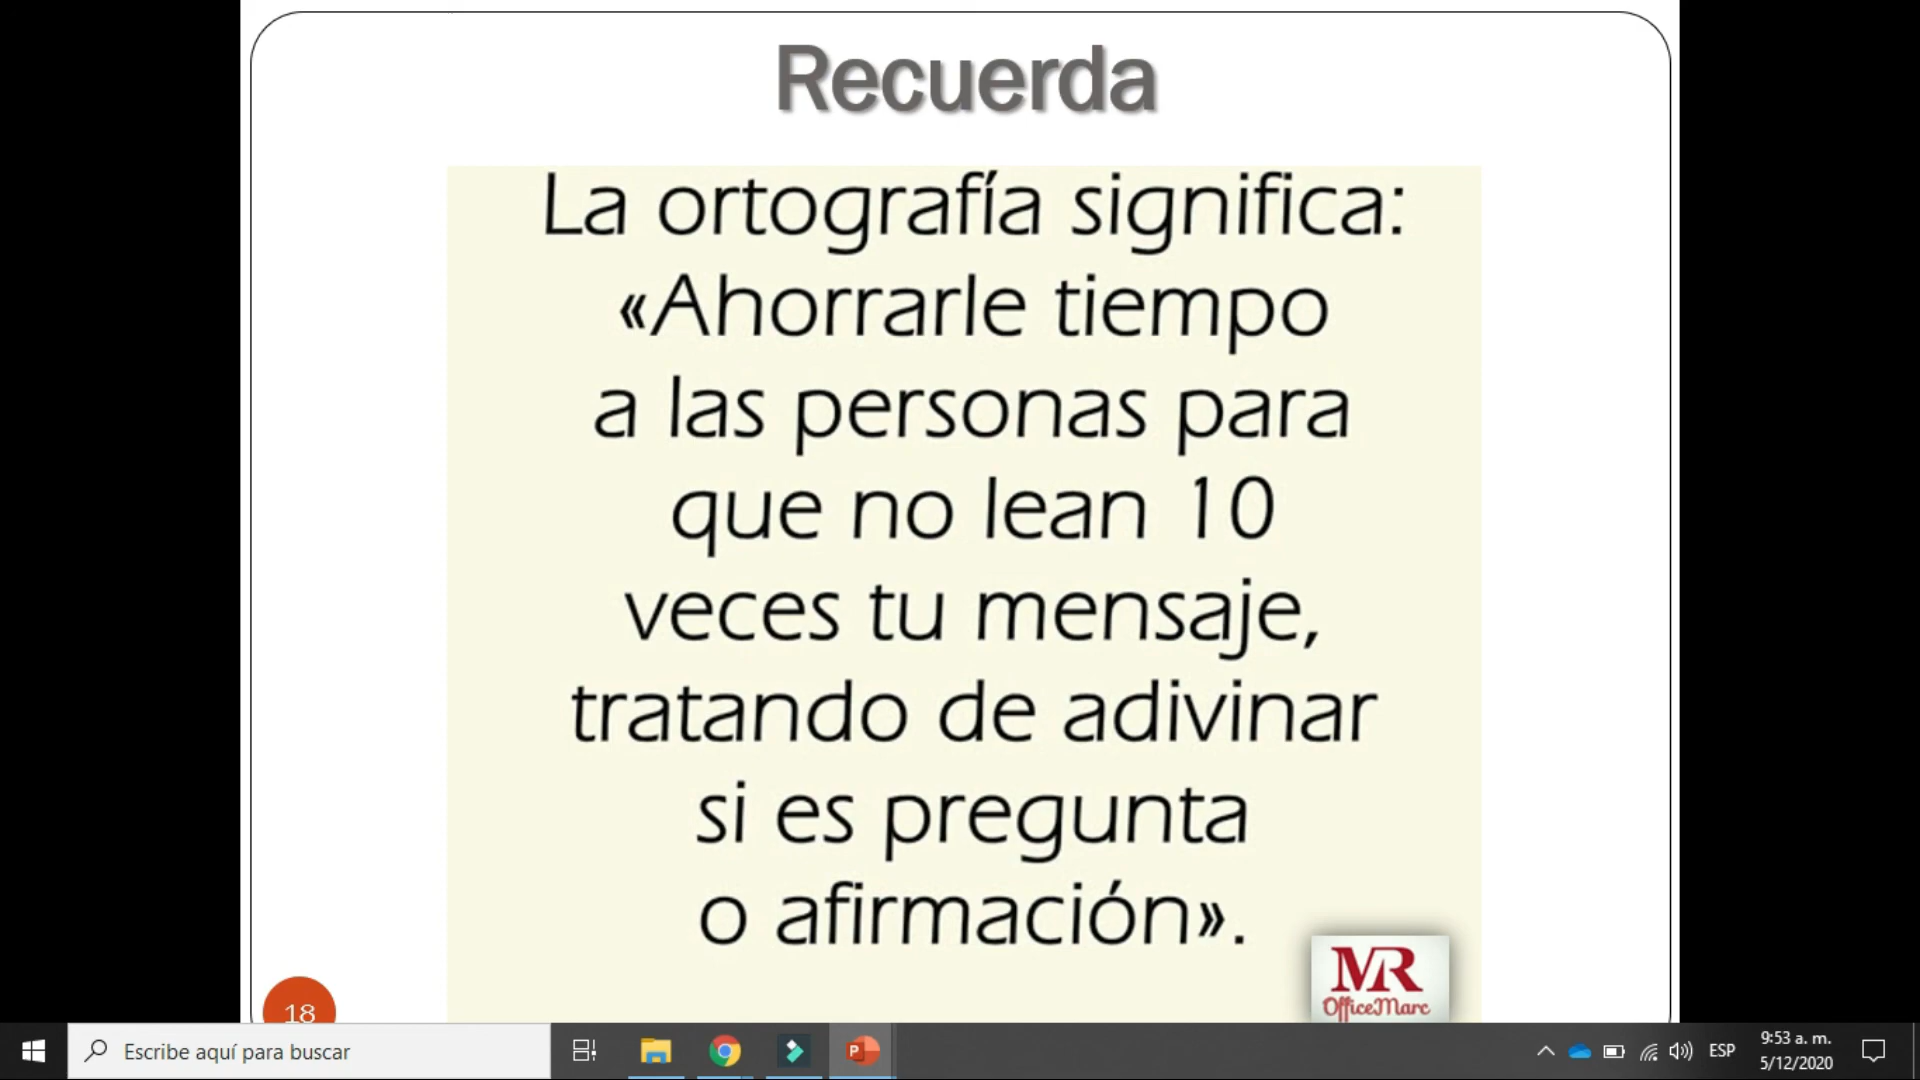 Recuerda
La ortografía significa:
«Ahorrarle tiempo
a las personas para
que no lean 10
veces tu mensaje,
tratando de adivinar
si es pregunta
o afirmación».
MR
OfficeMarc
18
Escribe aquí para buscar
ESP
9:53 a. m.
5/12/2020